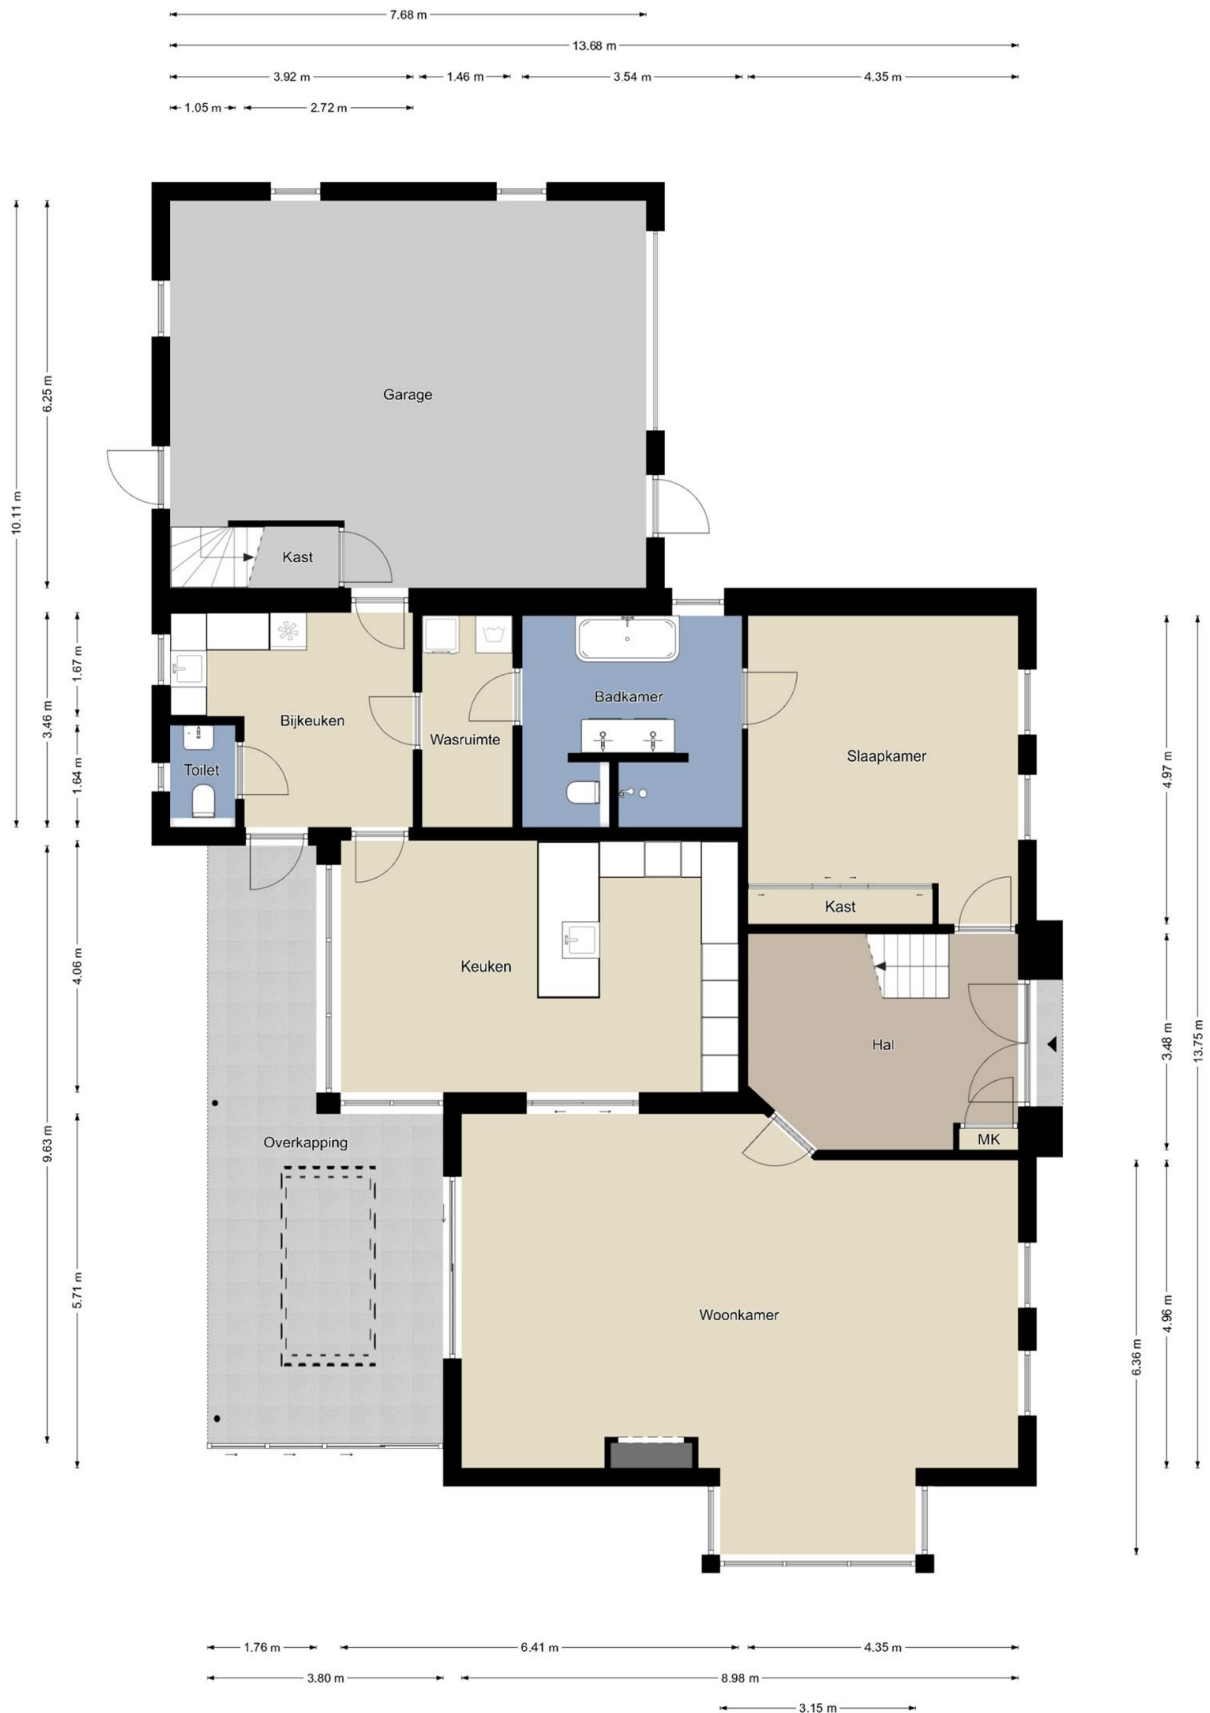 7.68 m
13.68 m
3.92 m
1.46 m
3.54 m
4.35 m
1.05 m
2.72 m
10.11 m
6.25 m
Garage
Kast
3.46 m
1.67 m
1.64 m
Bijkeuken
Toilet
Wasruimte
Badkamer
Slaapkamer
Kast
4.97 m
9.63 m
4.06 m
Keuken
Hal
MK
3.48 m
13.75 m
Overkapping
5.71 m
Woonkamer
6.36 m
4.96 m
1.76 m
6.41 m
4.35 m
3.80 m
8.98 m
3.15 m